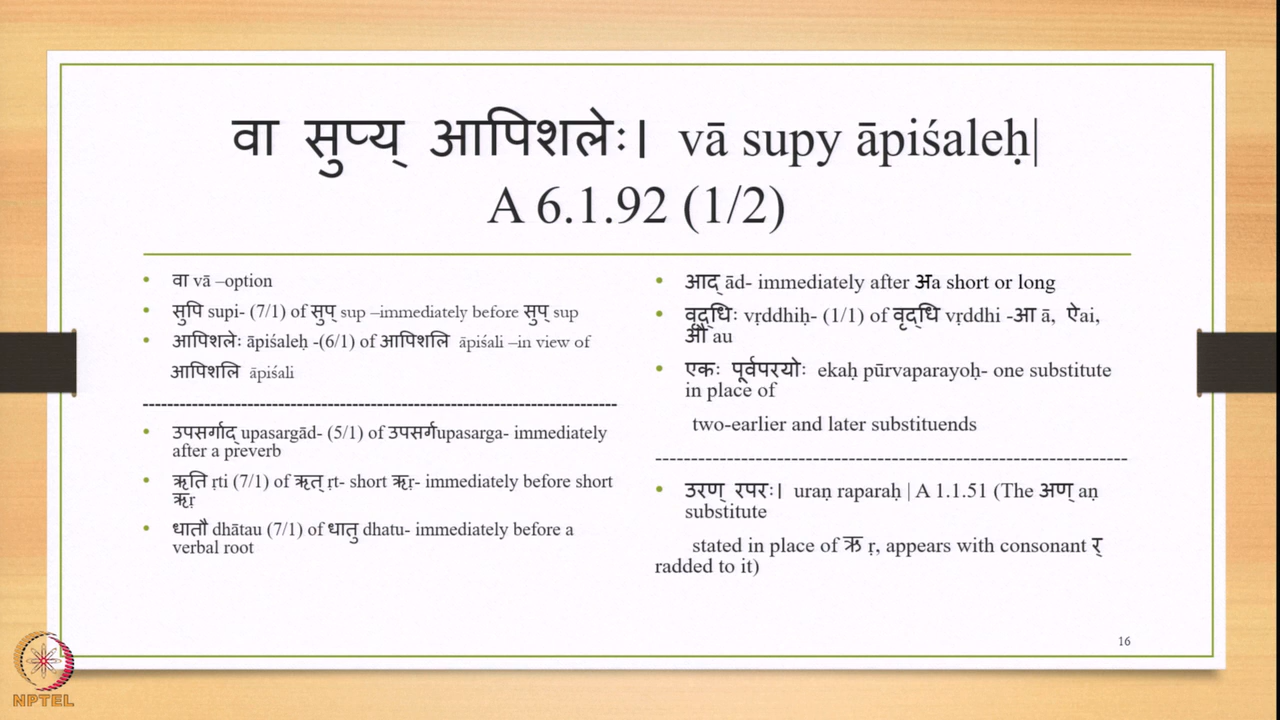 वा सुप्य् आपिशलेः। vā supy āpiśaleḥ|
A 6.1.92 (1/2)
• वा vā –option
• सुपि supi- (7/1) of सुप् sup –immediately before सुप् sup
• आपिशलेः āpiśaleḥ -(6/1) of आपिशलि āpiśali –in view of
आपिशलि āpiśali
--------------------------------------------------------------------------------
• उपसर्गाद् upasargād- (5/1) of उपसर्गupasarga- immediately
after a preverb
• ऋति ṛti (7/1) of ऋत् ṛt- short ऋṛ- immediately before short
ऋṛ
• धातौ dhātau (7/1) of धातु dhatu- immediately before a
verbal root
• आद् ād- immediately after अa short or long
• वृद्धिः vṛddhiḥ- (1/1) of वृद्धि vṛddhi -आ ā, ऐai,
औ au
• एकः पूर्वपरयोः ekaḥ pūrvaparayoḥ- one substitute
in place of
two-earlier and later substituends
--------------------------------------------------------------------------------
• उरण् रपरः। uraṇ raparaḥ | A 1.1.51 (The अण् aṇ
substitute
stated in place of ऋ ṛ, appears with consonant र्
radded to it)
16
NPTEL